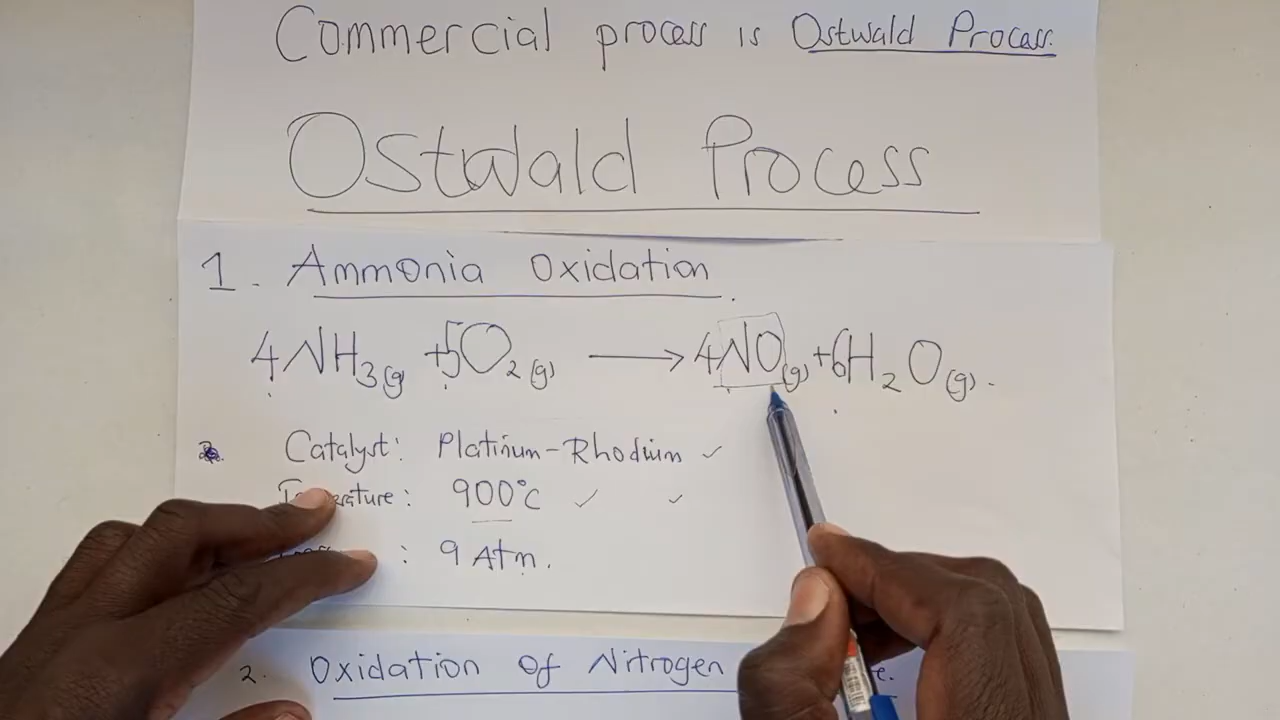 Commercial process is Ostwald Process.
Ostwald Process
1. Ammonia Oxidation.
4NH₃(g) + 5O₂(g) ⟶ 4NO(g) + 6H₂O(g).
Catalyst: Platinum-Rhodium ✓
Temperature: 900°C ✓ ✓
: 9 Atm.
2. Oxidation of Nitrogen